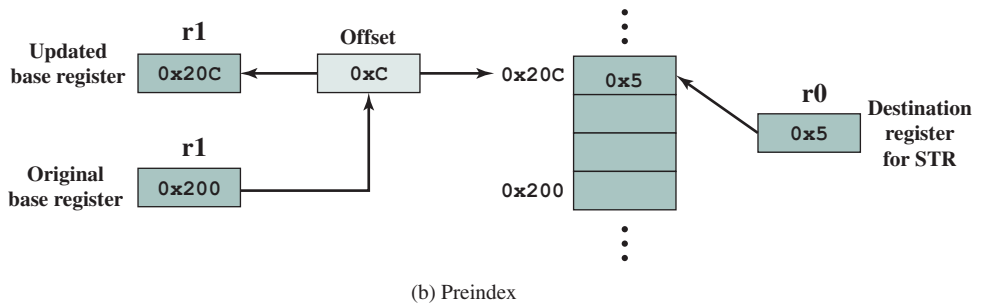 r1
Updated
base register
0x20C
Offset
0xC
0x20C
0x5
r0
0x5
Destination
register
for STR
r1
Original
base register
0x200
0x200
(b) Preindex